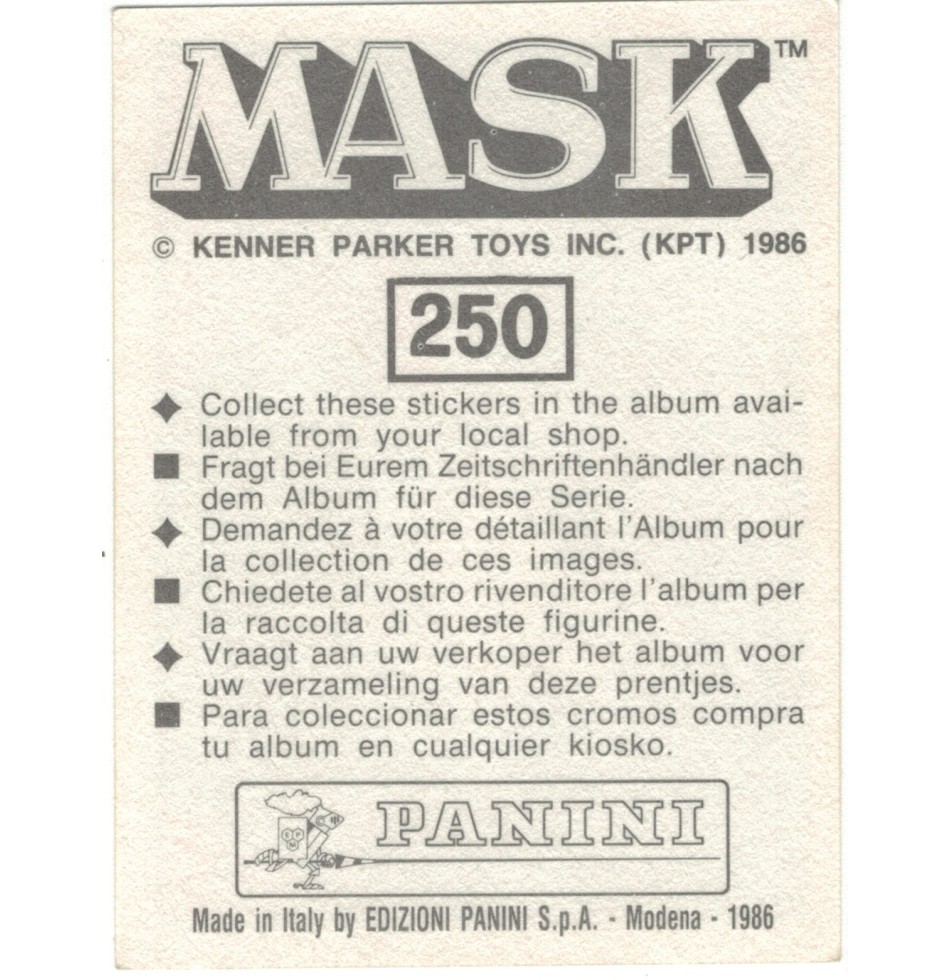 MASK™
© KENNER PARKER TOYS INC. (KPT) 1986
250
Collect these stickers in the album avai-
lable from your local shop.
Fragt bei Eurem Zeitschriftenhändler nach
dem Album für diese Serie.
Demandez à votre détaillant l'Album pour
la collection de ces images.
Chiedete al vostro rivenditore l'album per
la raccolta di queste figurine.
Vraagt aan uw verkoper het album voor
uw verzameling van deze prentjes.
Para coleccionar estos cromos compra
tu album en cualquier kiosko.
PANINI
Made in Italy by EDIZIONI PANINI S.p.A. - Modena - 1986